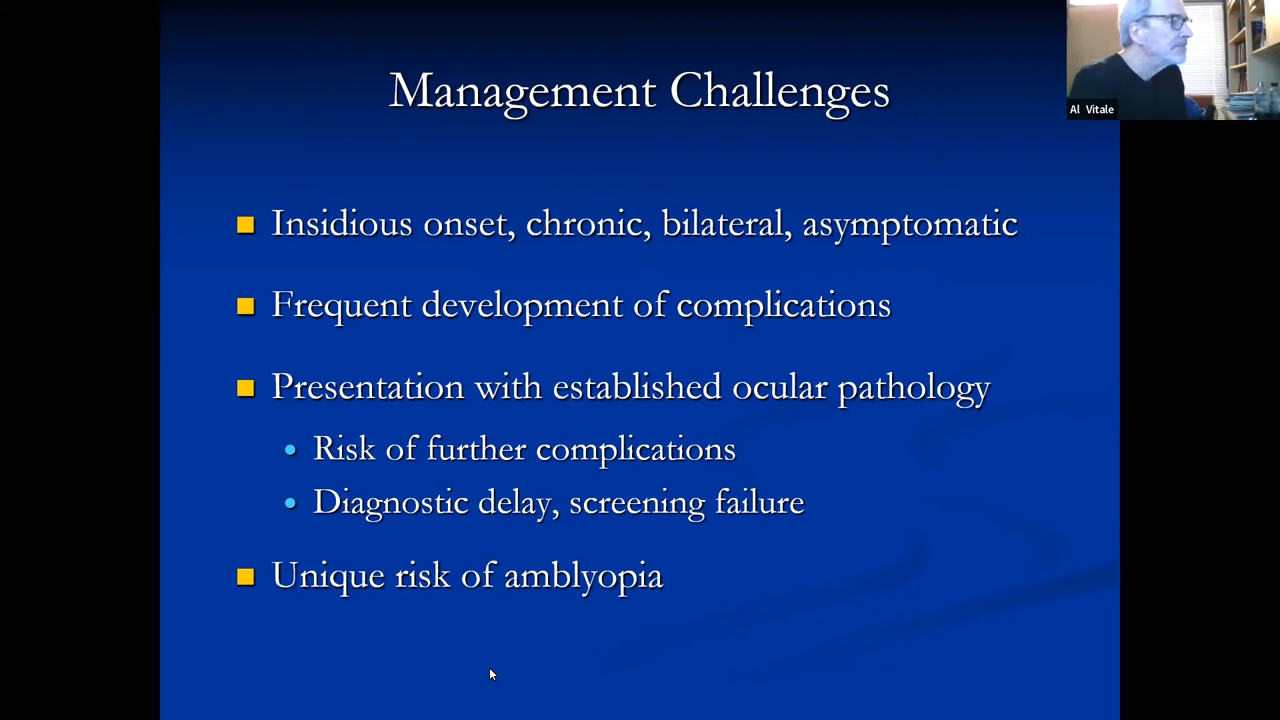 Management Challenges
Al Vitale
Insidious onset, chronic, bilateral, asymptomatic
Frequent development of complications
Presentation with established ocular pathology
Risk of further complications
Diagnostic delay, screening failure
Unique risk of amblyopia